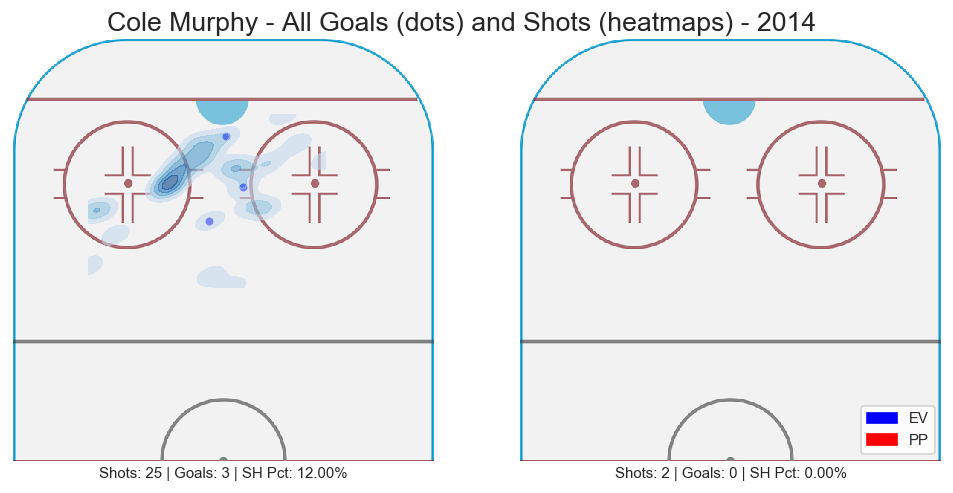 Cole Murphy - All Goals (dots) and Shots (heatmaps) - 2014
EV
PP
Shots: 25 | Goals: 3 | SH Pct: 12.00%
Shots: 2 | Goals: 0 | SH Pct: 0.00%